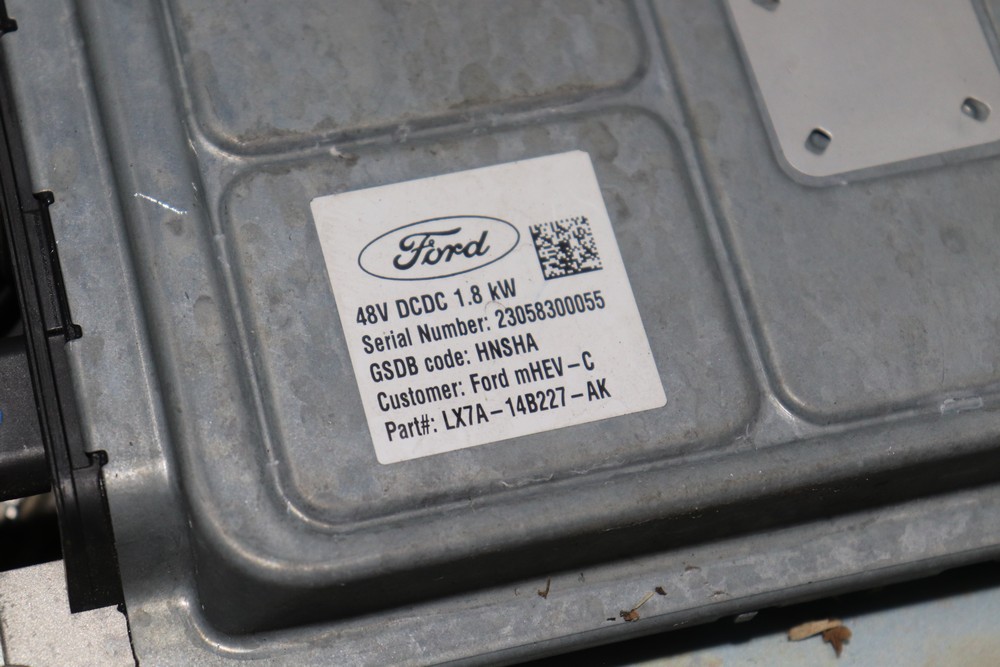 Ford
48V DCDC 1.8 kW
Serial Number: 23058300055
GSDB code: HNSHA
Customer: Ford mHEV-C
Part#: LX7A-14B227-AK